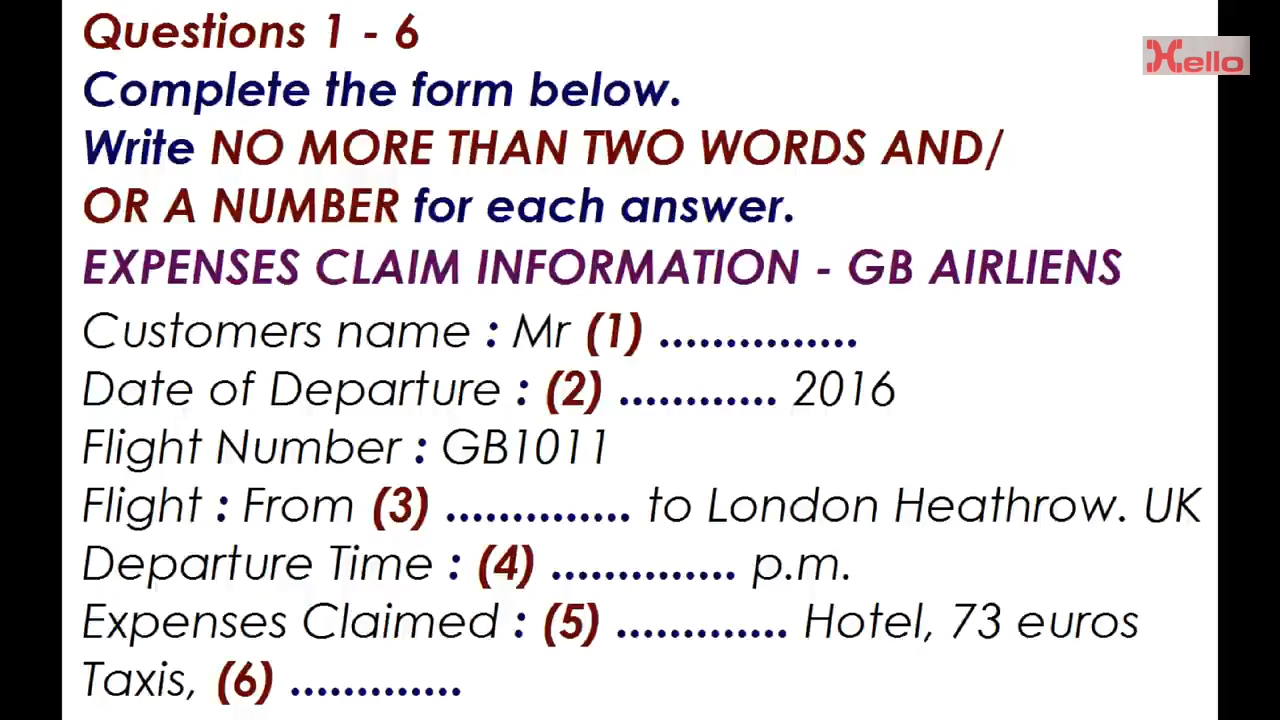 Questions 1 - 6
Hello
Complete the form below.
Write NO MORE THAN TWO WORDS AND/
OR A NUMBER for each answer.
EXPENSES CLAIM INFORMATION - GB AIRLIENS
Customers name : Mr (1) ...............
Date of Departure : (2) ............ 2016
Flight Number : GB1011
Flight : From (3) .............. to London Heathrow. UK
Departure Time : (4) .............. p.m.
Expenses Claimed : (5) ............. Hotel, 73 euros
Taxis, (6) .............